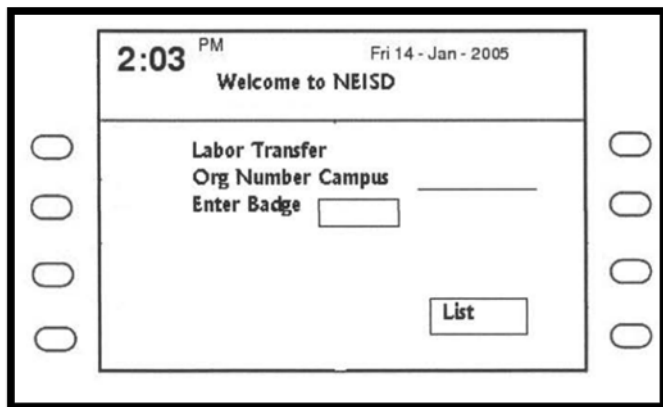 2:03 PM Fri 14 - Jan - 2005
Welcome to NEISD
Labor Transfer
Org Number Campus
Enter Badge
List